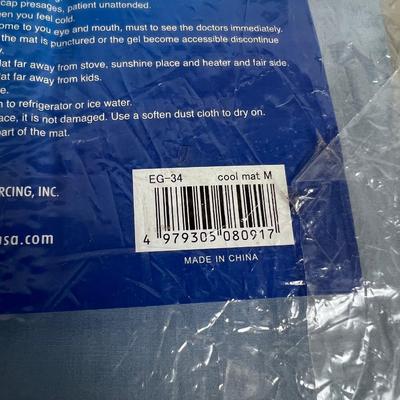 cap presages, patient unattended.
en you feel cold.
ome to you eye and mouth, must to see the doctors immediately.
the mat is punctured or the gel become accessible discontinue
y.
at far away from stove, sunshine place and heater and fair side.
at far away from kids.
e.
n to refrigerator or ice water.
ace, it is not damaged. Use a soften dust cloth to dry on.
part of the mat.
EG-34 cool mat M
RCING, INC.
4 979305 080917
sa.com
MADE IN CHINA